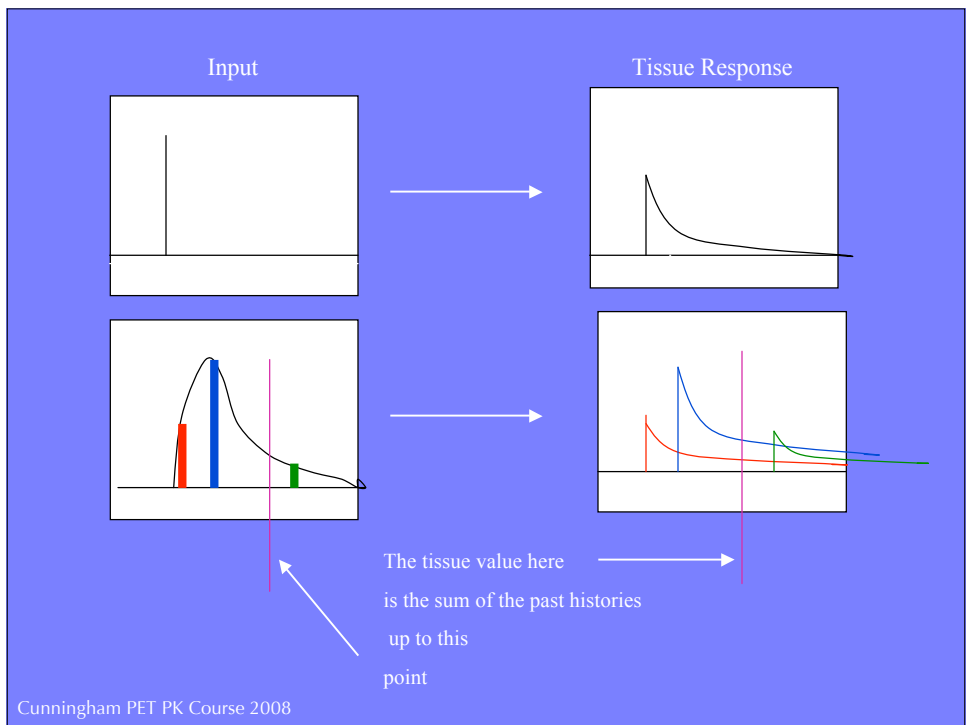 Input
Tissue Response
The tissue value here
is the sum of the past histories
up to this
point
Cunningham PET PK Course 2008